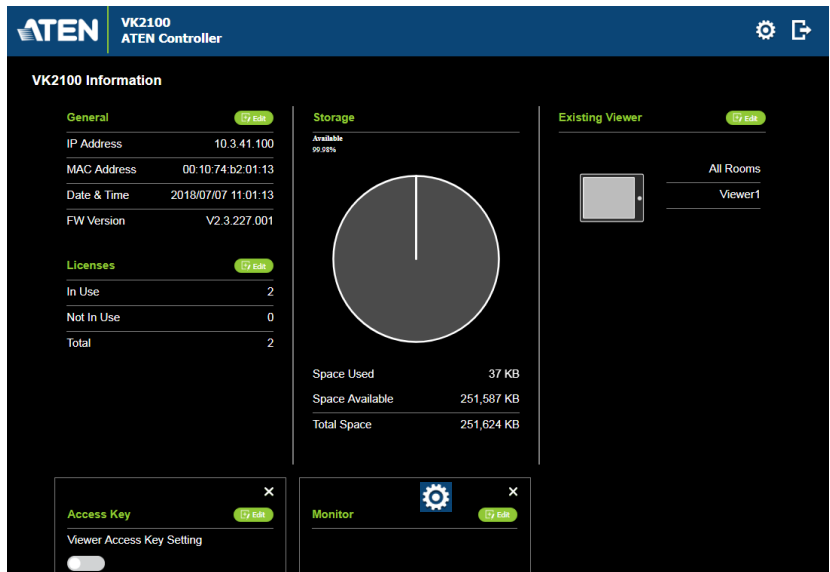 ATEN
VK2100
ATEN Controller
VK2100 Information
General
Edit
IP Address 10.3.41.100
MAC Address 00:10:74:b2:01:13
Date & Time 2018/07/07 11:01:13
FW Version V2.3.227.001
Licenses
Edit
In Use 2
Not In Use 0
Total 2
Storage
Available
99.98%
Space Used 37 KB
Space Available 251,587 KB
Total Space 251,624 KB
Existing Viewer
Edit
All Rooms
Viewer1
Access Key
Edit
Viewer Access Key Setting
Monitor
Edit